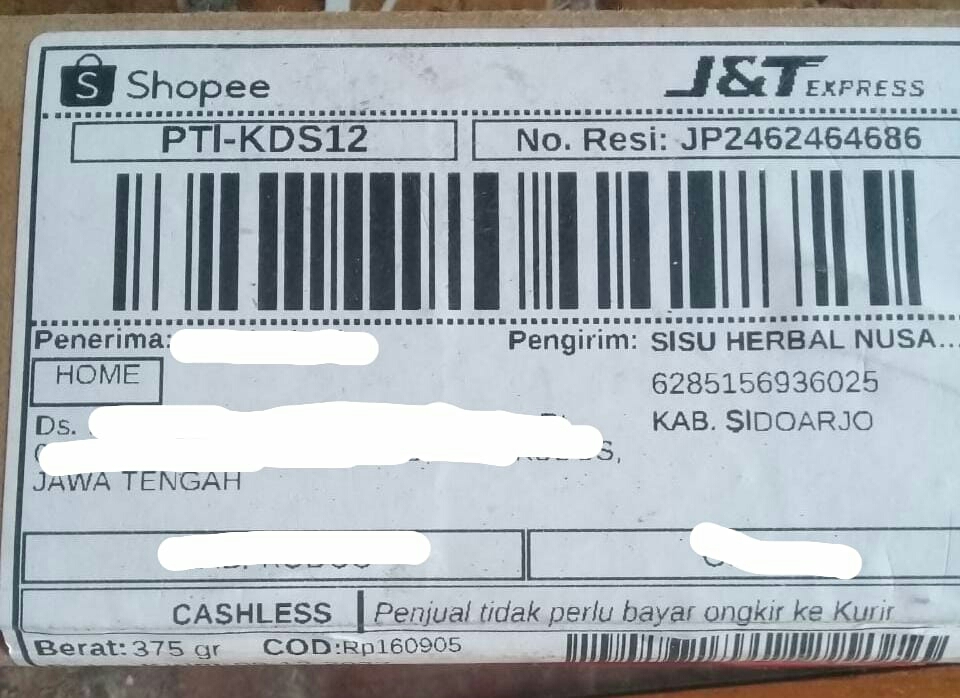 S Shopee
J&T EXPRESS
PTI-KDS12
No. Resi: JP2462464686
Penerima:
Pengirim: SISU HERBAL NUSA...
HOME
6285156936025
Ds.
KAB. SIDOARJO
JAWA TENGAH
CASHLESS
Penjual tidak perlu bayar ongkir ke Kurir
Berat: 375 gr COD:Rp160905